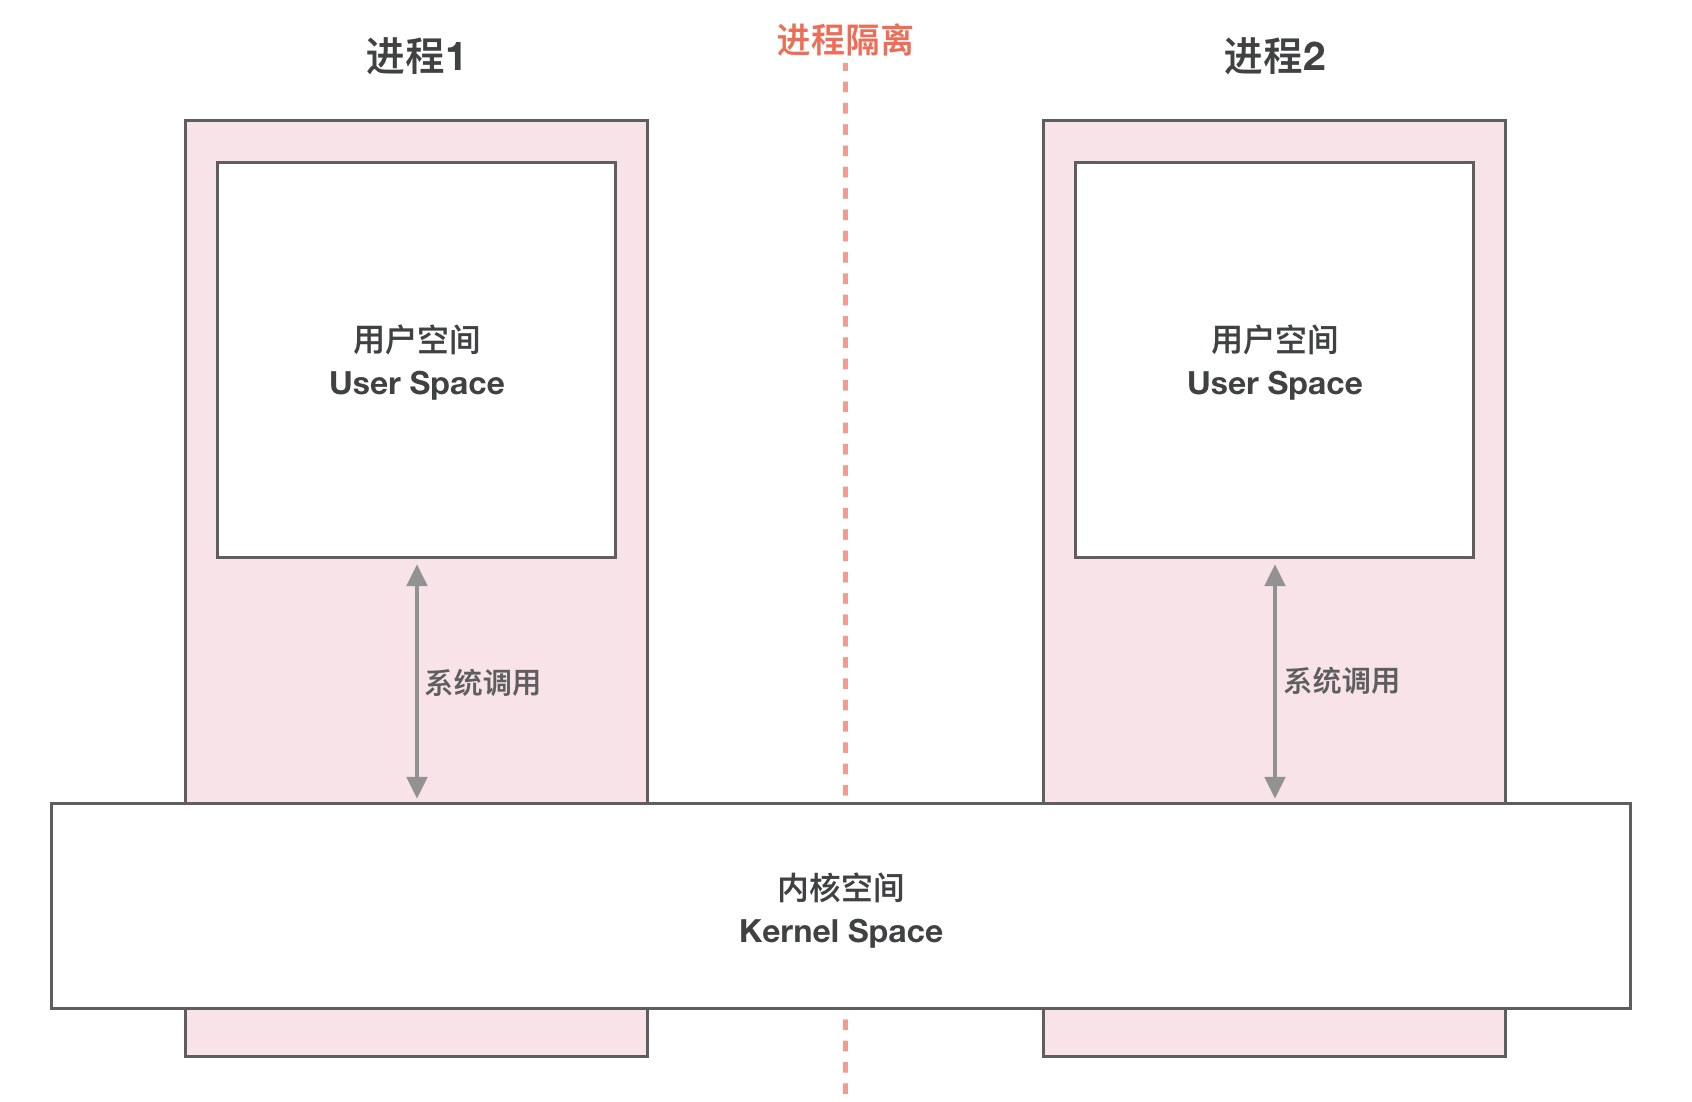 进程隔离
进程1
进程2
用户空间
User Space
用户空间
User Space
系统调用
系统调用
内核空间
Kernel Space